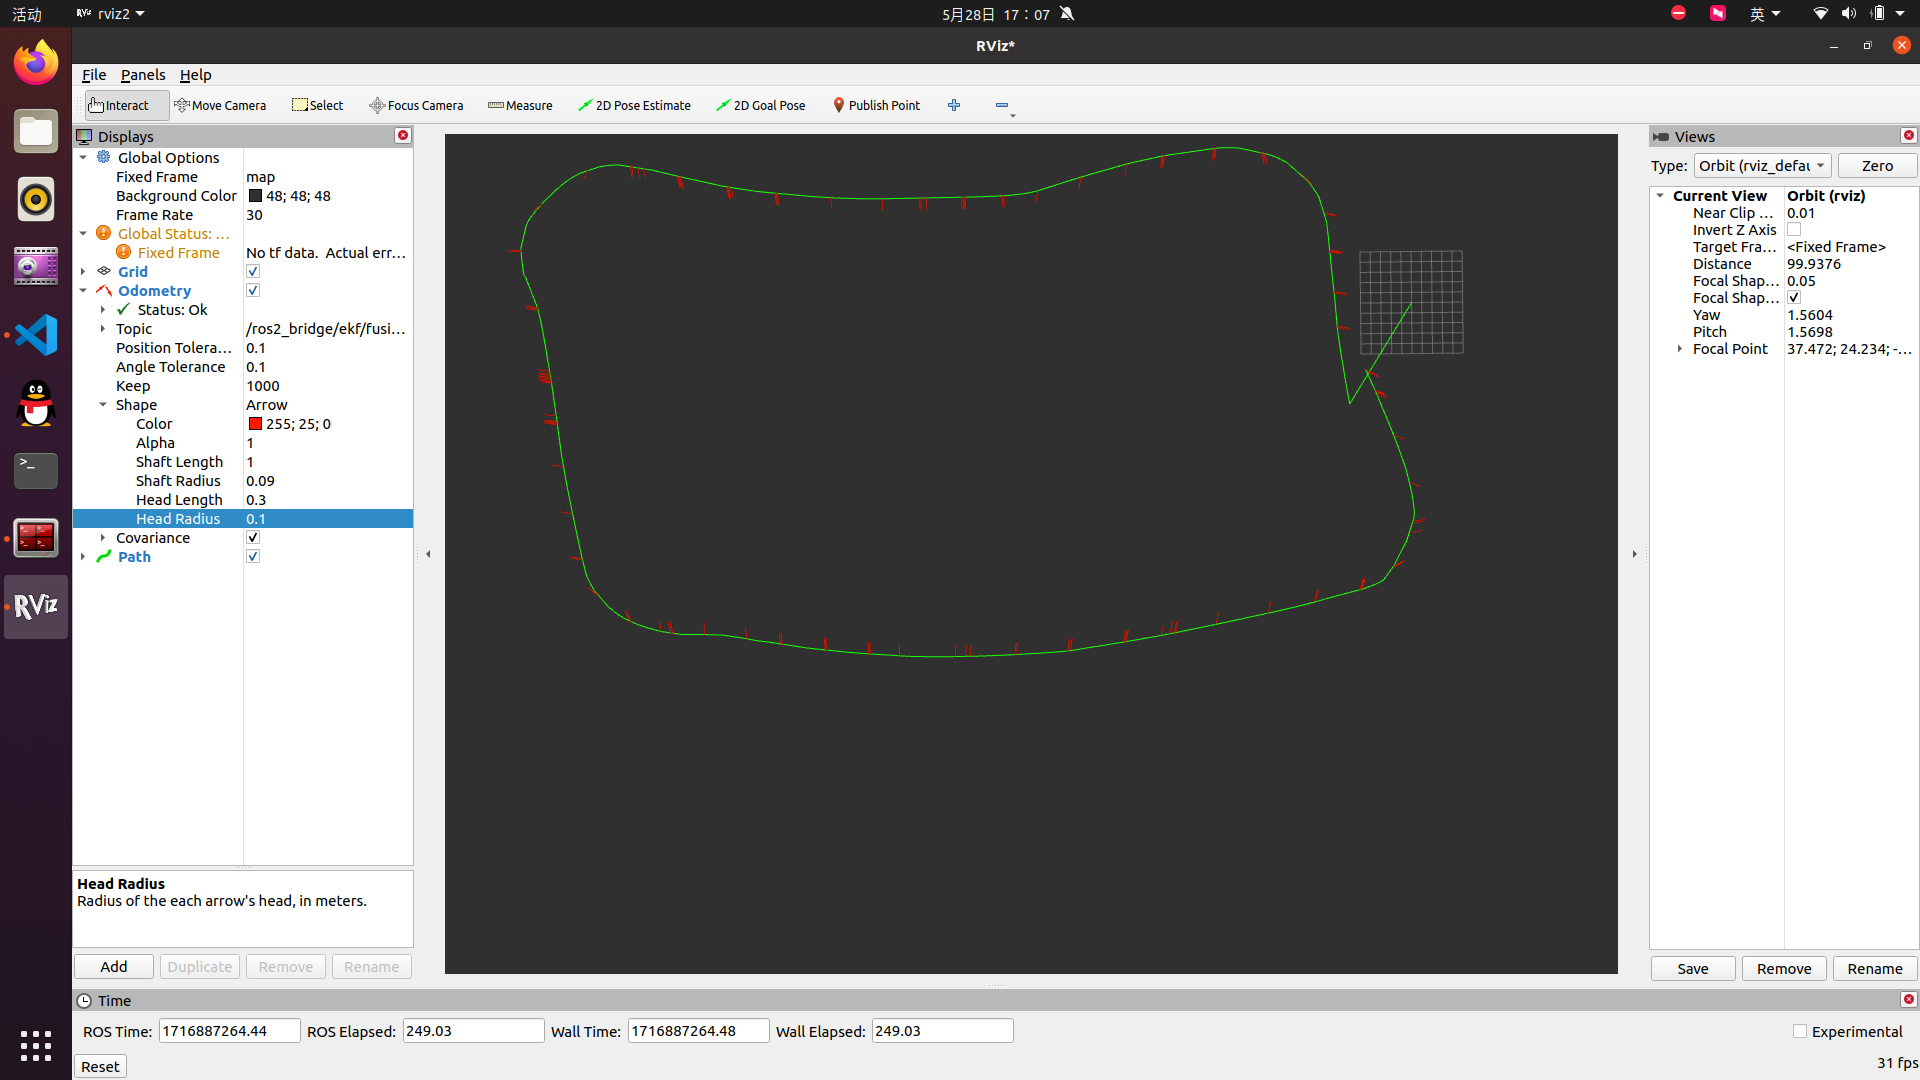 活动
RViz rviz2
5月28日 17：07
英
RViz*
File Panels Help
Interact Move Camera Select Focus Camera Measure 2D Pose Estimate 2D Goal Pose Publish Point
Displays
Global Options
Fixed Frame map
Background Color 48; 48; 48
Frame Rate 30
Global Status: ...
Fixed Frame No tf data. Actual err...
Grid
Odometry
Status: Ok
Topic /ros2_bridge/ekf/fusi...
Position Tolera... 0.1
Angle Tolerance 0.1
Keep 1000
Shape Arrow
Color 255; 25; 0
Alpha 1
Shaft Length 1
Shaft Radius 0.09
Head Length 0.3
Head Radius 0.1
Covariance
Path
Head Radius
Radius of the each arrow's head, in meters.
Add Duplicate Remove Rename
Views
Type: Orbit (rviz_defau Zero
Current View Orbit (rviz)
Near Clip ... 0.01
Invert Z Axis
Target Fra... <Fixed Frame>
Distance 99.9376
Focal Shap... 0.05
Focal Shap...
Yaw 1.5604
Pitch 1.5698
Focal Point 37.472; 24.234; -...
Save Remove Rename
Time
ROS Time: 1716887264.44 ROS Elapsed: 249.03 Wall Time: 1716887264.48 Wall Elapsed: 249.03 Experimental
Reset 31 fps
RViz